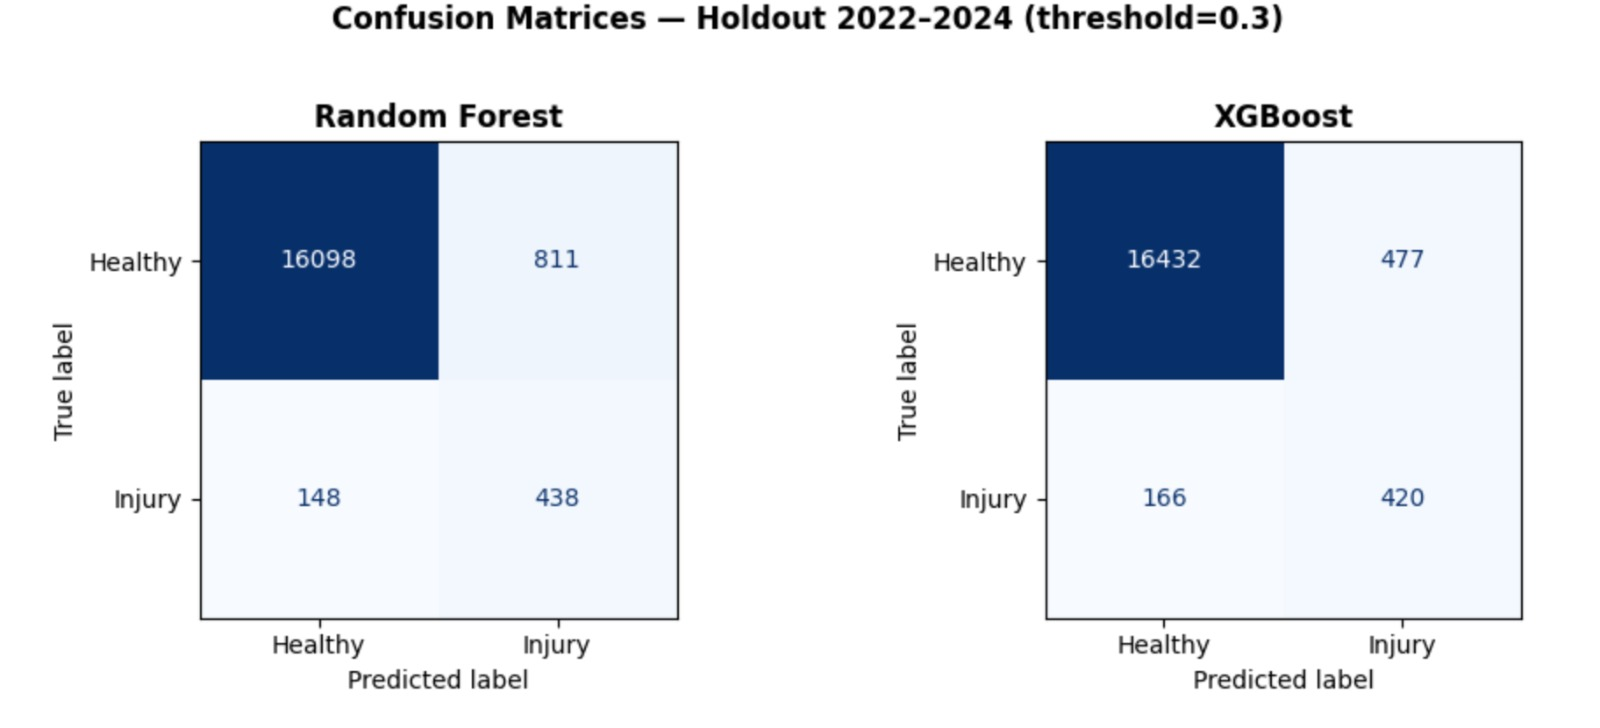 Confusion Matrices — Holdout 2022–2024 (threshold=0.3)
Random Forest
True label
Healthy
16098
811
Injury
148
438
Healthy
Injury
Predicted label
XGBoost
True label
Healthy
16432
477
Injury
166
420
Healthy
Injury
Predicted label